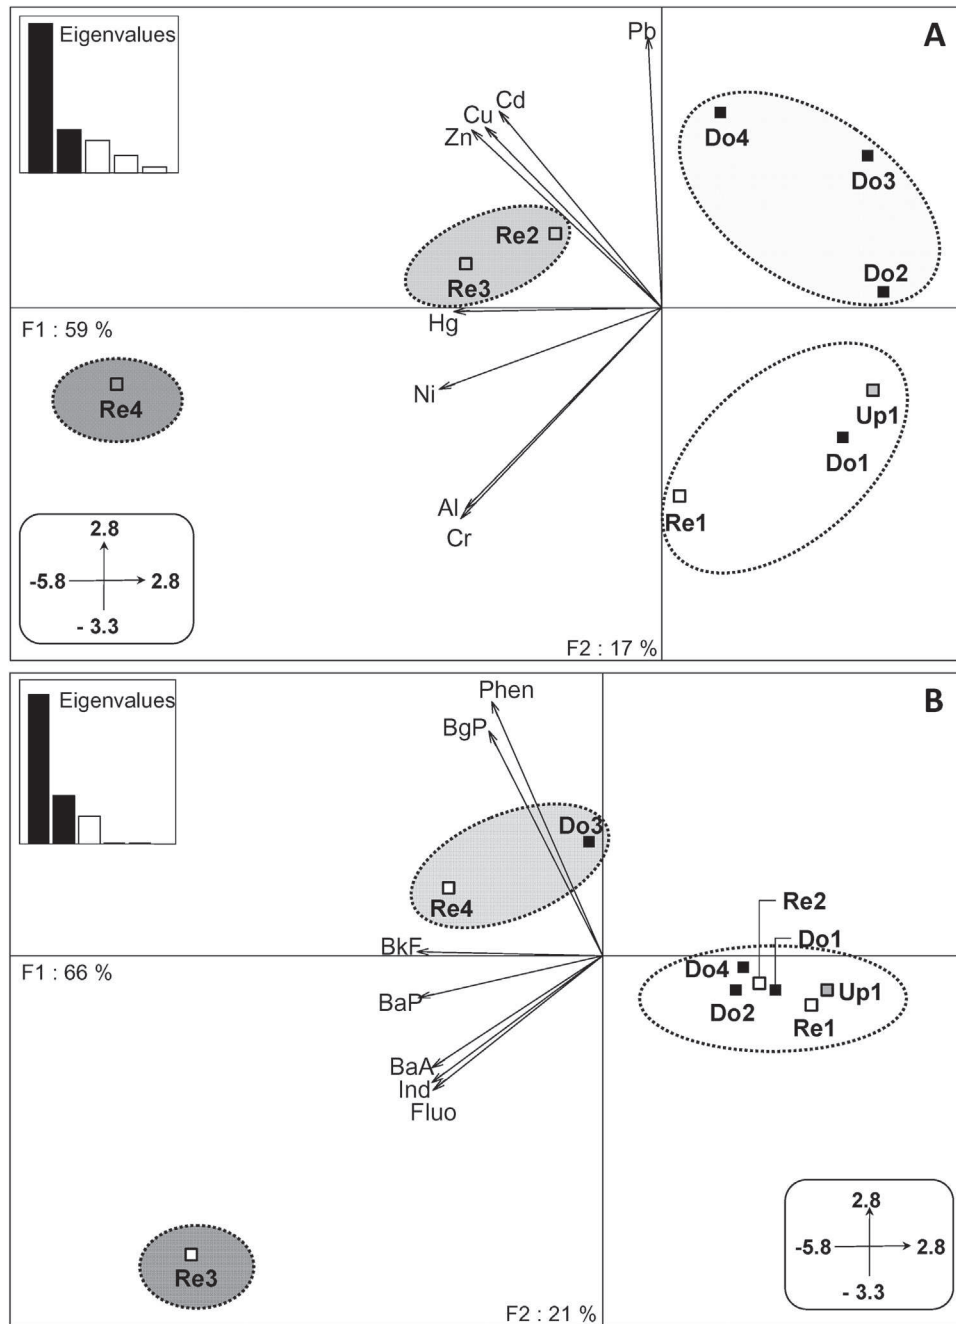 Eigenvalues
A
Pb
Cd
Cu
Zn
Do4
Do3
Re2
Re3
Do2
Hg
F1 : 59 %
Ni
Re4
Up1
Do1
Al
Re1
Cr
2.8
-5.8 2.8
- 3.3
F2 : 17 %
Eigenvalues
B
Phen
BgP
Do3
Re4
Re2
Do1
BkF
F1 : 66 %
Do4
BaP
Do2
Up1
Re1
BaA
Ind
Fluo
2.8
-5.8 2.8
- 3.3
Re3
F2 : 21 %